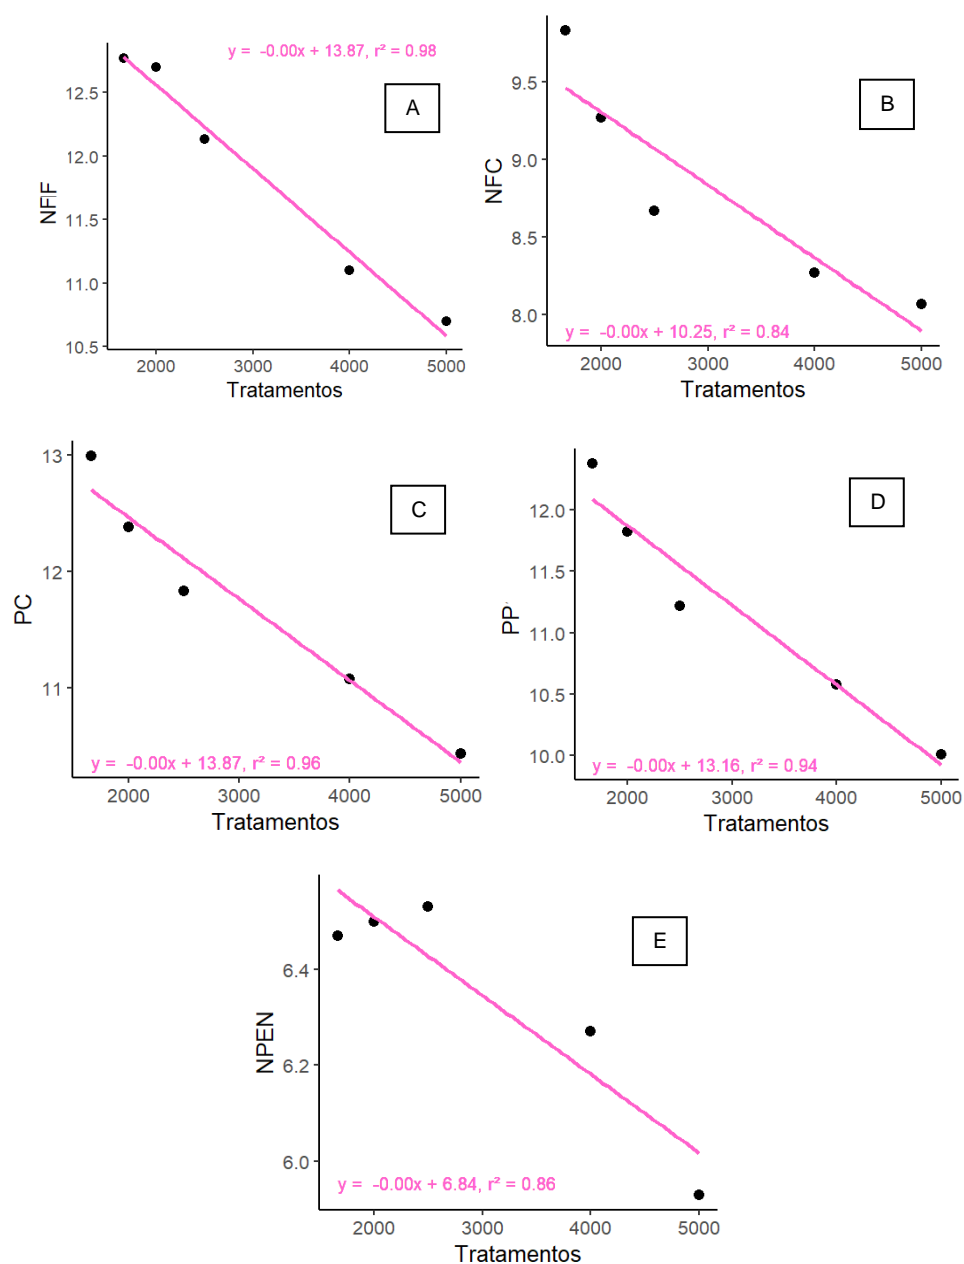 y = -0.00x + 13.87, r² = 0.98
A
12.5
12.0
11.5
11.0
10.5
NFIF
2000
3000
4000
5000
Tratamentos
B
9.5
9.0
8.5
8.0
NFC
y = -0.00x + 10.25, r² = 0.84
2000
3000
4000
5000
Tratamentos
C
13
12
11
PC
y = -0.00x + 13.87, r² = 0.96
2000
3000
4000
5000
Tratamentos
D
12.0
11.5
11.0
10.5
10.0
PP
y = -0.00x + 13.16, r² = 0.94
2000
3000
4000
5000
Tratamentos
E
6.4
6.2
6.0
NPEN
y = -0.00x + 6.84, r² = 0.86
2000
3000
4000
5000
Tratamentos